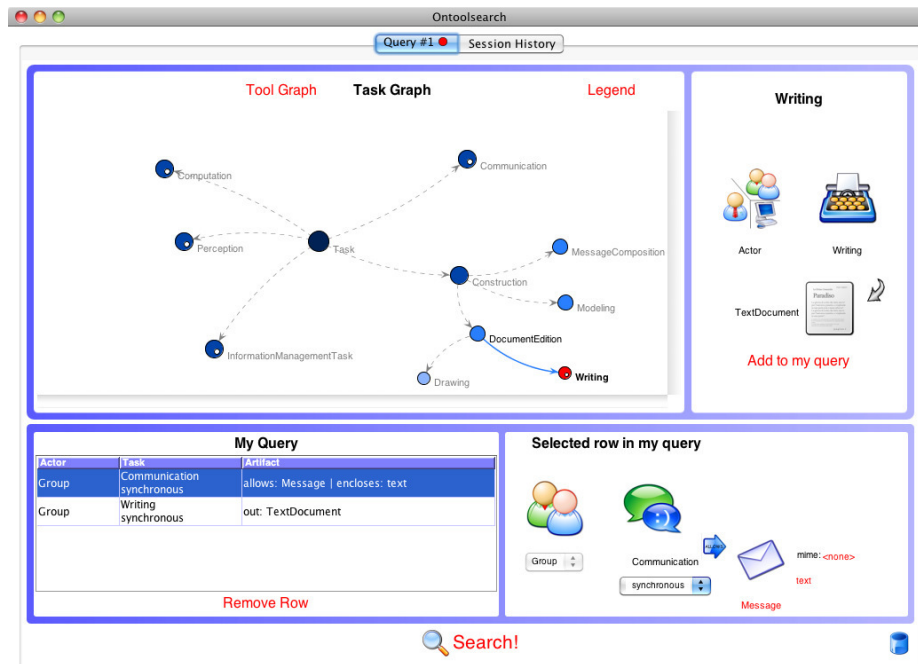 Ontoolsearch
Query #1
Session History
Tool Graph
Task Graph
Legend
Computation
Communication
Perception
Task
MessageComposition
Construction
Modeling
DocumentEdition
InformationManagementTask
Drawing
Writing
Writing
Actor
Writing
TextDocument
Paradiso
Add to my query
My Query
Actor Task Artifact
Group Communication synchronous allows: Message | encloses: text
Group Writing synchronous out: TextDocument
Remove Row
Selected row in my query
Group
Communication
synchronous
mime: <none>
text
Message
Search!